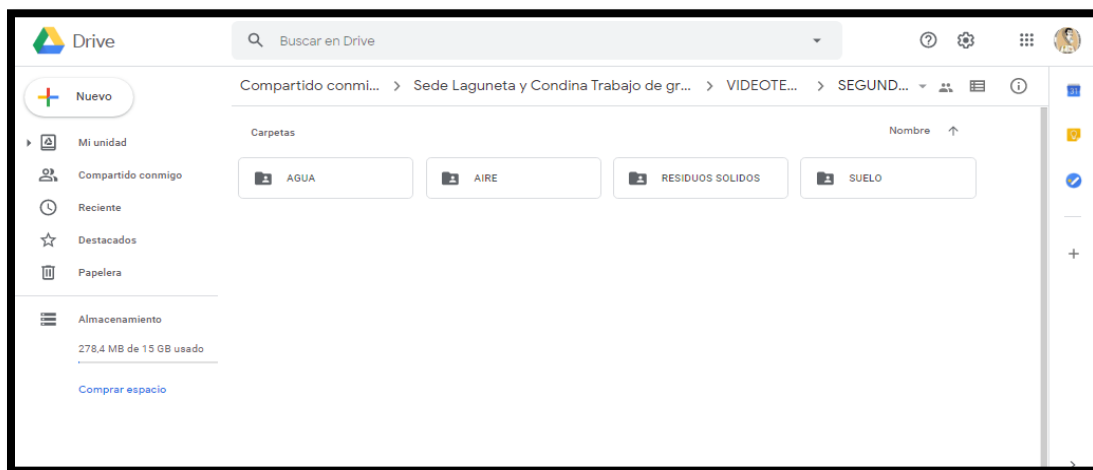 Drive
Buscar en Drive
Nuevo
Compartido conmi... > Sede Laguneta y Condina Trabajo de gr... > VIDEOTE... > SEGUND...
Mi unidad
Compartido conmigo
Reciente
Destacados
Papelera
Almacenamiento
278,4 MB de 15 GB usado
Comprar espacio
Carpetas
Nombre
AGUA
AIRE
RESIDUOS SOLIDOS
SUELO
31